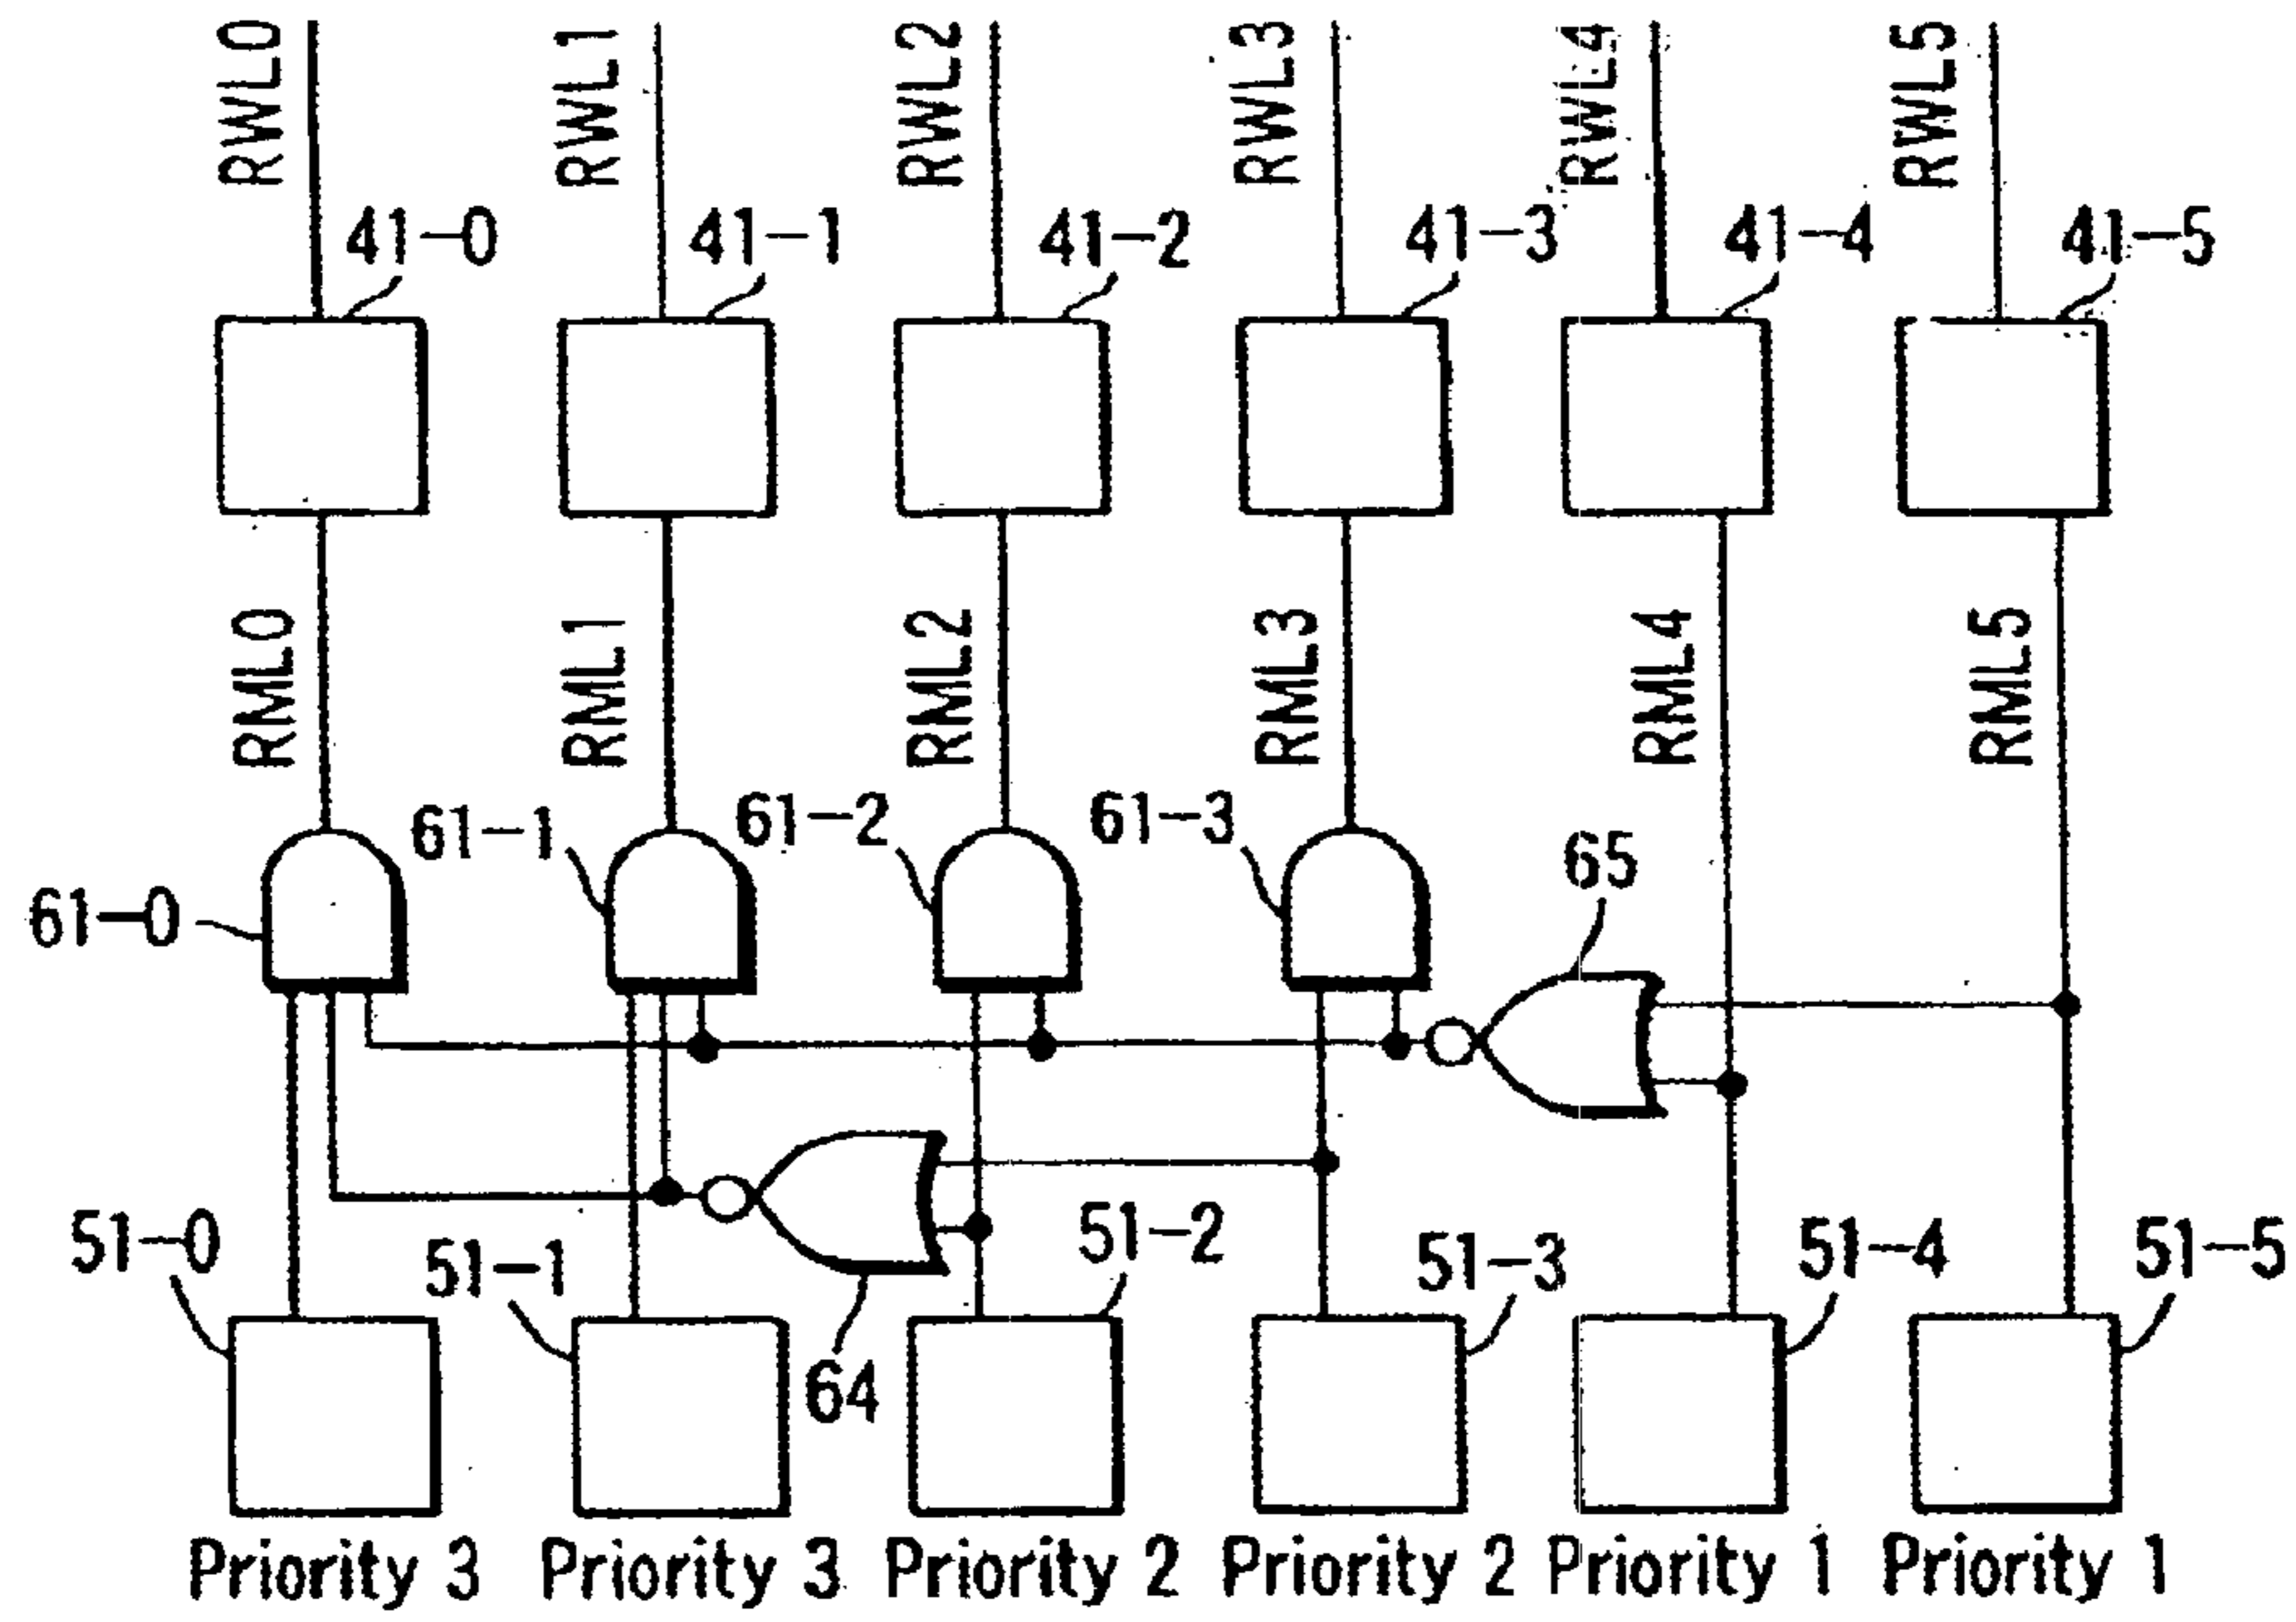 RWL0 RWL1 RWL2 RWL3 RWL4 RWL5
41-0 41-1 41-2 41-3 41-4 41-5
RML0 RML1 RML2 RML3 RML4 RML5
61-0 61-1 61-2 61-3 65
51-0 51-1 64 51-2 51-3 51-4 51-5
Priority 3 Priority 3 Priority 2 Priority 2 Priority 1 Priority 1